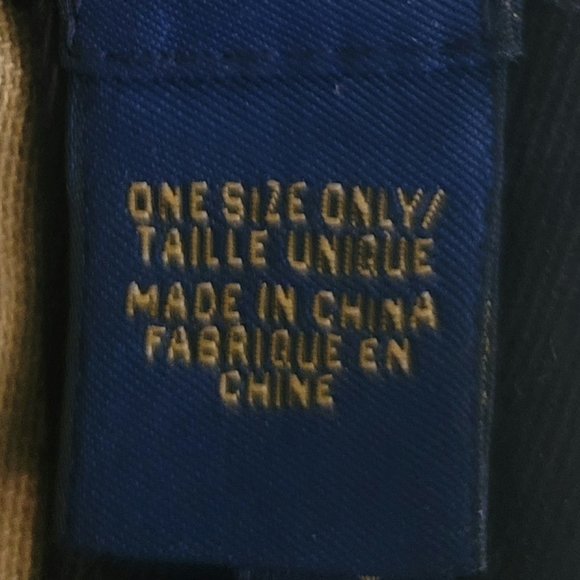 ONE SIZE ONLY/
TAILLE UNIQUE
MADE IN CHINA
FABRIQUE EN
CHINE